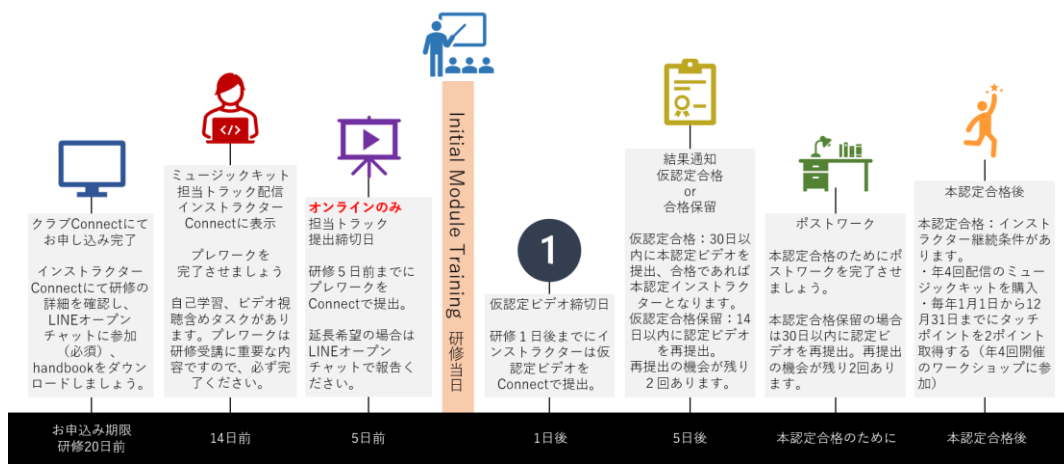 クラブConnectにて
お申し込み完了
インストラクター
Connectにて研修の
詳細を確認し、
LINEオープン
チャットに参加
（必須）、
handbookをダウン
ロードしましょう。
お申込み期限
研修20日前
ミュージックキット
担当トラック配信
インストラクター
Connectに表示
プレワークを
完了させましょう
自己学習、ビデオ視
聴含めタスクがあり
ます。プレワークは
研修受講に重要な内
容ですので、必ず完
了ください。
14日前
オンラインのみ
担当トラック
提出締切日
研修５日前までに
プレワークを
Connectで提出。
延長希望の場合は
LINEオープン
チャットで報告く
ださい。
5日前
Initial Module Training 研修当日
1
仮認定ビデオ締切日
研修１日後までにイ
ンストラクターは仮
認定ビデオを
Connectで提出。
1日後
結果通知
仮認定合格
or
合格保留
仮認定合格：30日以
内に本認定ビデオを
提出、合格であれば
本認定インストラク
ターとなります。
仮認定合格保留：14
日以内に認定ビデオ
を再提出。
再提出の機会が残り
２回あります。
5日後
ポストワーク
本認定合格のためにポ
ストワークを完了させ
ましょう。
本認定合格保留の場合
は30日以内に認定ビ
デオを再提出。再提出
の機会が残り2回あり
ます。
本認定合格のために
本認定合格後
本認定合格：インスト
ラクター継続条件が
あります。
・年4回配信のミュー
ジックキットを購入
・毎年1月1日から12
月31日までにタッチ
ポイントを2ポイント
取得する（年4回開催
のワークショップに参
加）
本認定合格後